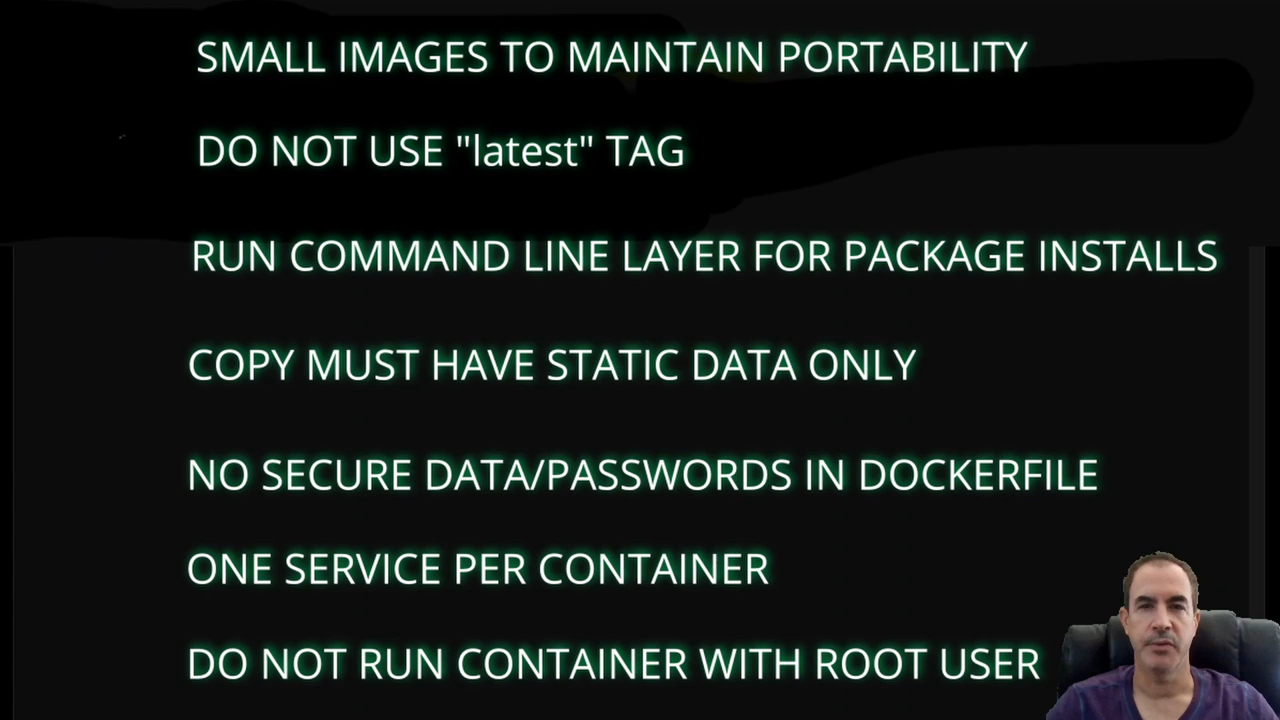 SMALL IMAGES TO MAINTAIN PORTABILITY
DO NOT USE "latest" TAG
RUN COMMAND LINE LAYER FOR PACKAGE INSTALLS
COPY MUST HAVE STATIC DATA ONLY
NO SECURE DATA/PASSWORDS IN DOCKERFILE
ONE SERVICE PER CONTAINER
DO NOT RUN CONTAINER WITH ROOT USER